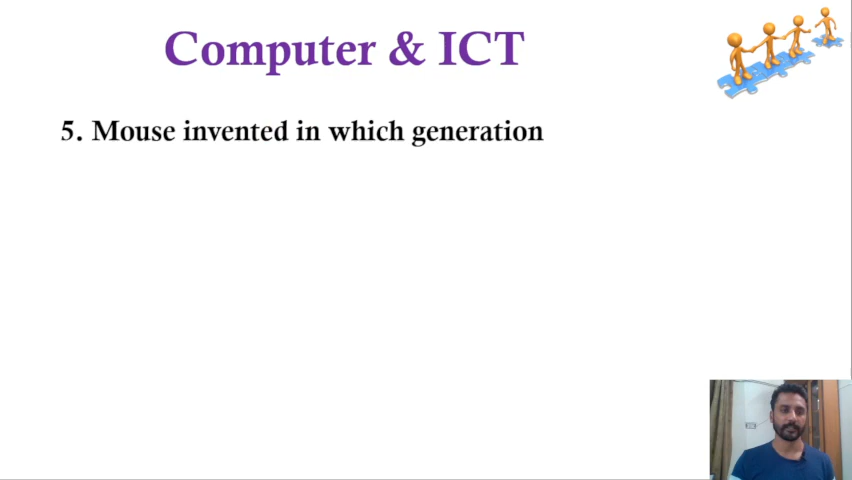 Computer & ICT
5. Mouse invented in which generation